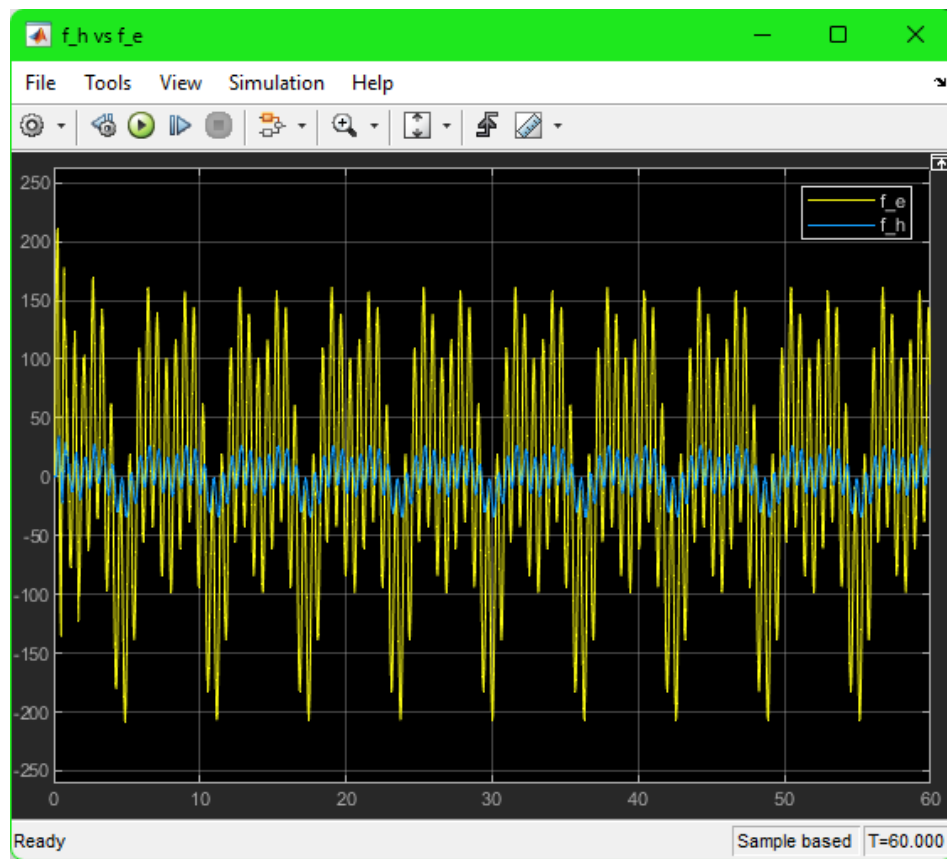 f_h vs f_e
File Tools View Simulation Help
f_e
f_h
250
200
150
100
50
0
-50
-100
-150
-200
-250
0 10 20 30 40 50 60
Ready Sample based T=60.000